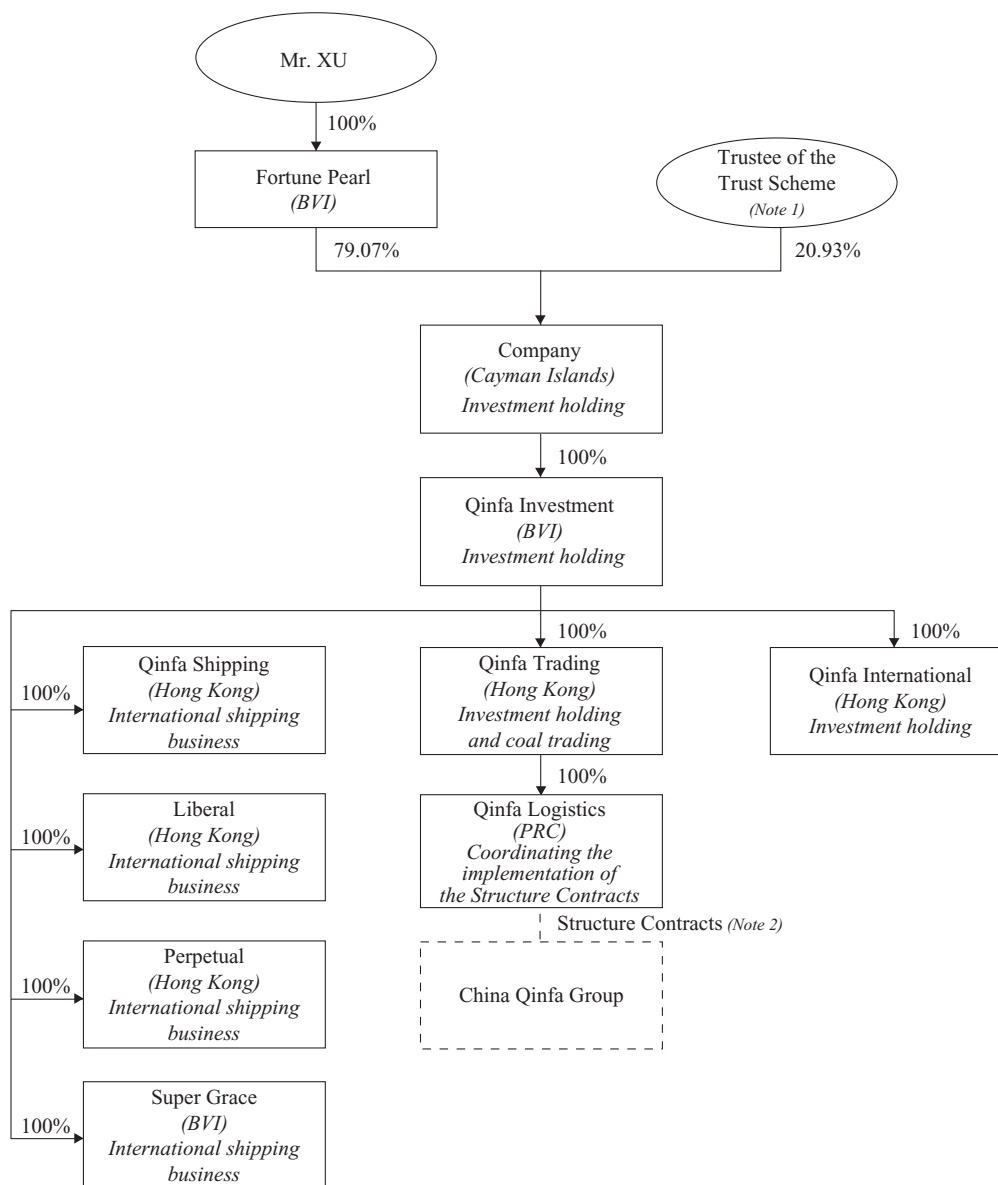 Mr. XU
100%
Fortune Pearl
(BVI)
Trustee of the
Trust Scheme
(Note 1)
79.07%
20.93%
Company
(Cayman Islands)
Investment holding
100%
Qinfa Investment
(BVI)
Investment holding
100%
100%
100%
Qinfa Shipping
(Hong Kong)
International shipping
business
Qinfa Trading
(Hong Kong)
Investment holding
and coal trading
Qinfa International
(Hong Kong)
Investment holding
100%
100%
Liberal
(Hong Kong)
International shipping
business
Qinfa Logistics
(PRC)
Coordinating the
implementation of
the Structure Contracts
Structure Contracts (Note 2)
100%
Perpetual
(Hong Kong)
International shipping
business
China Qinfa Group
100%
Super Grace
(BVI)
International shipping
business